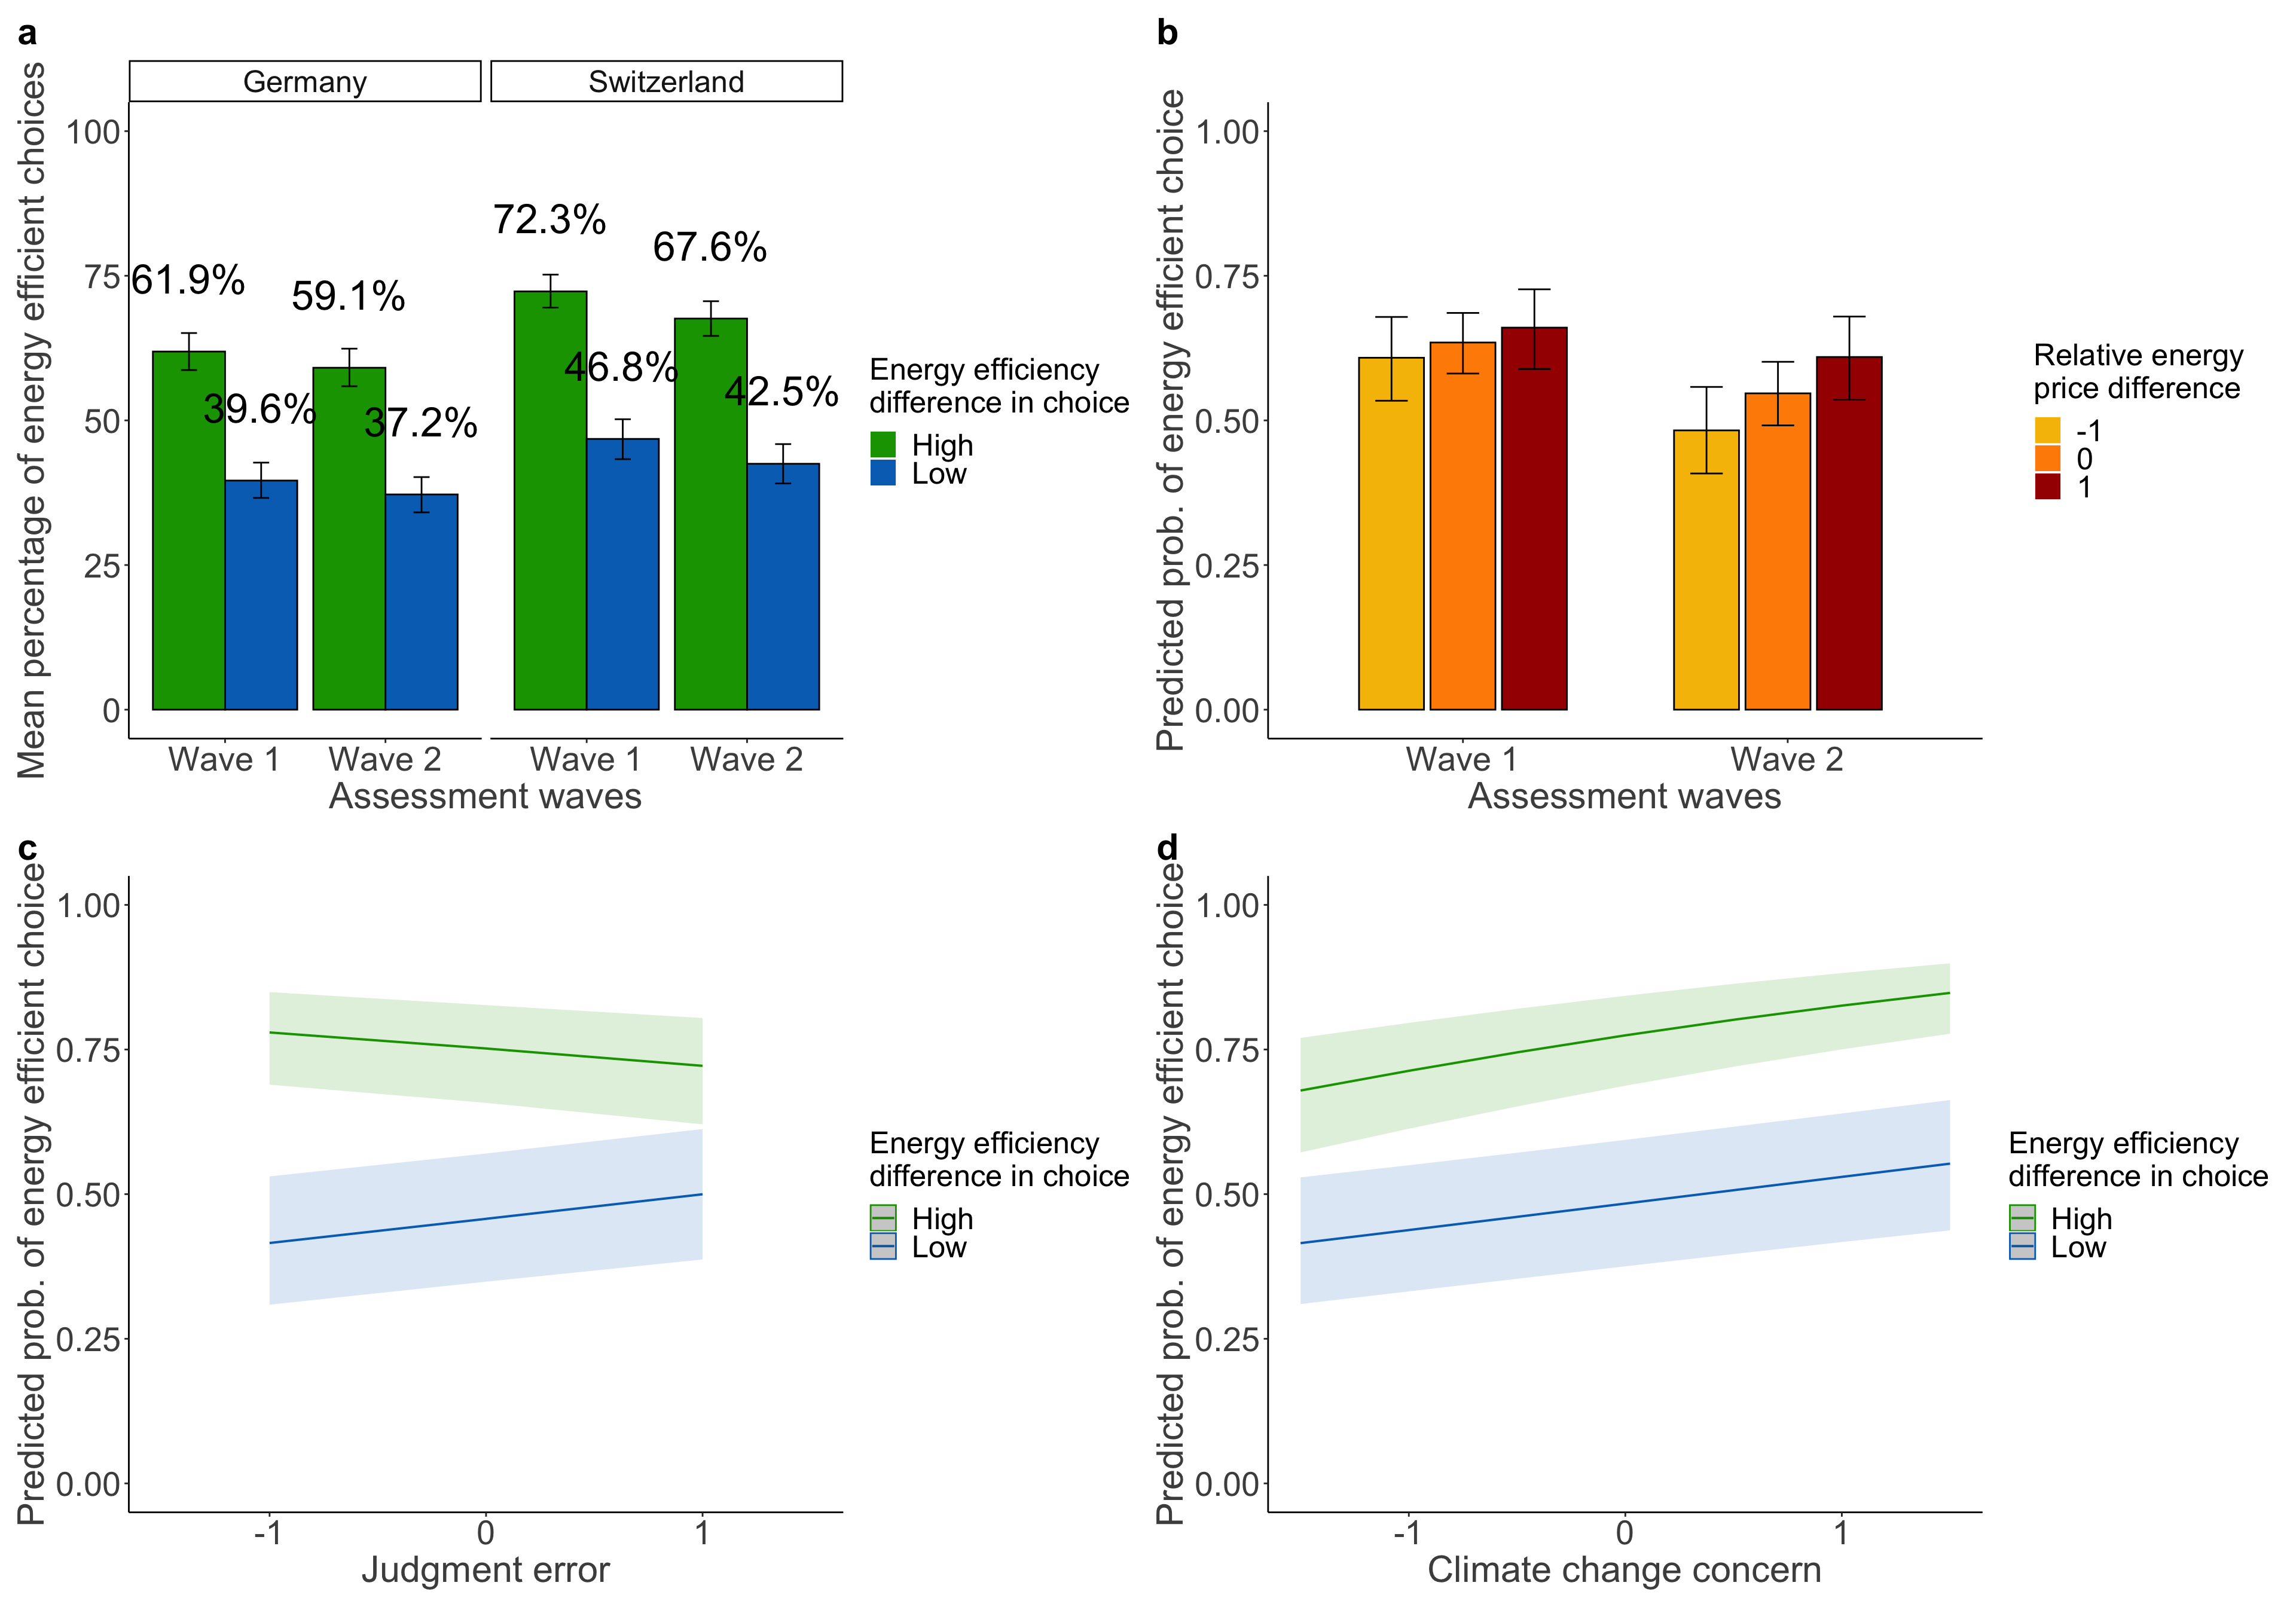 a
Germany
Switzerland
Mean percentage of energy efficient choices
100
75
50
25
0
61.9%
39.6%
59.1%
37.2%
72.3%
46.8%
67.6%
42.5%
Wave 1
Wave 2
Wave 1
Wave 2
Assessment waves
Energy efficiency
difference in choice
High
Low
b
Predicted prob. of energy efficient choice
1.00
0.75
0.50
0.25
0.00
Wave 1
Wave 2
Assessment waves
Relative energy
price difference
-1
0
1
c
Predicted prob. of energy efficient choice
1.00
0.75
0.50
0.25
0.00
-1
0
1
Judgment error
Energy efficiency
difference in choice
High
Low
d
Predicted prob. of energy efficient choice
1.00
0.75
0.50
0.25
0.00
-1
0
1
Climate change concern
Energy efficiency
difference in choice
High
Low